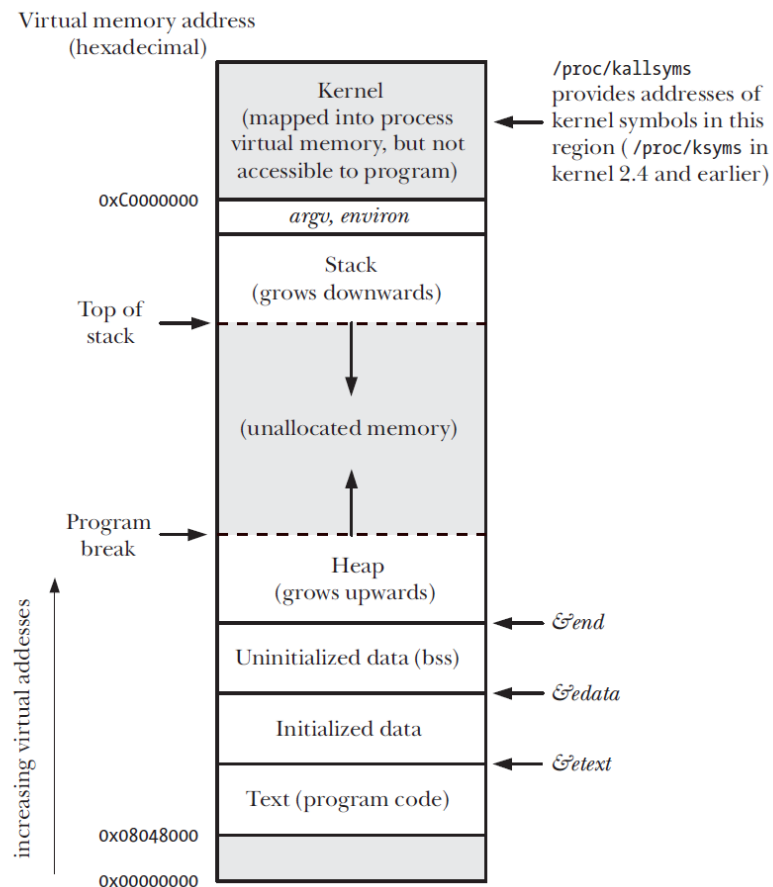 Virtual memory address
(hexadecimal)
/proc/kallsyms
provides addresses of
kernel symbols in this
region ( /proc/ksyms in
kernel 2.4 and earlier)
Kernel
(mapped into process
virtual memory, but not
accessible to program)
0xC0000000
argv, environ
Stack
(grows downwards)
Top of
stack
(unallocated memory)
Program
break
Heap
(grows upwards)
&end
Uninitialized data (bss)
&edata
Initialized data
&etext
Text (program code)
0x08048000
0x00000000
increasing virtual addesses